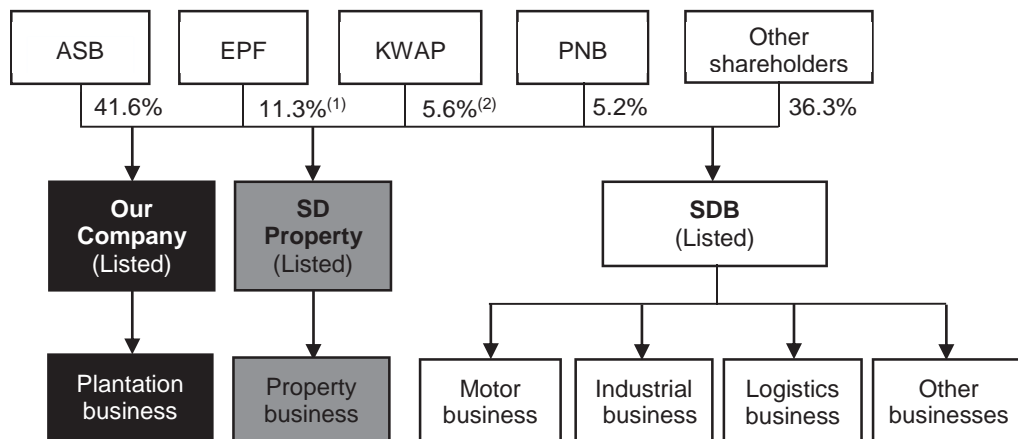 ASB
EPF
KWAP
PNB
Other
shareholders
41.6%
11.3%(1)
5.6%(2)
5.2%
36.3%
Our
Company
(Listed)
SD
Property
(Listed)
SDB
(Listed)
Plantation
business
Property
business
Motor
business
Industrial
business
Logistics
business
Other
businesses